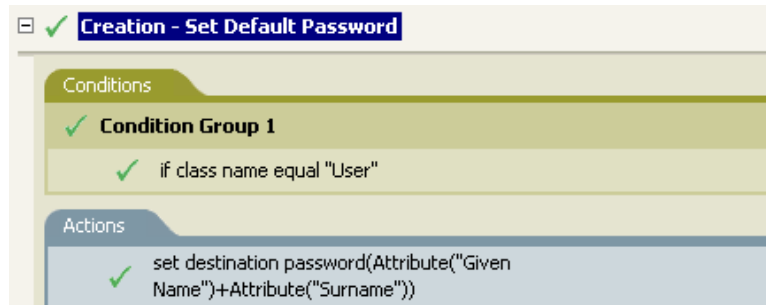 Creation - Set Default Password
Conditions
Condition Group 1
if class name equal "User"
Actions
set destination password(Attribute("Given
Name")+Attribute("Surname"))